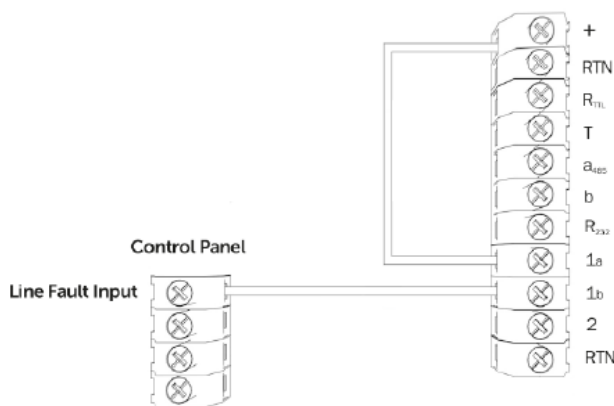 +
RTN
RTTL
T
a485
b
R232
Control Panel
1a
Line Fault Input
1b
2
RTN